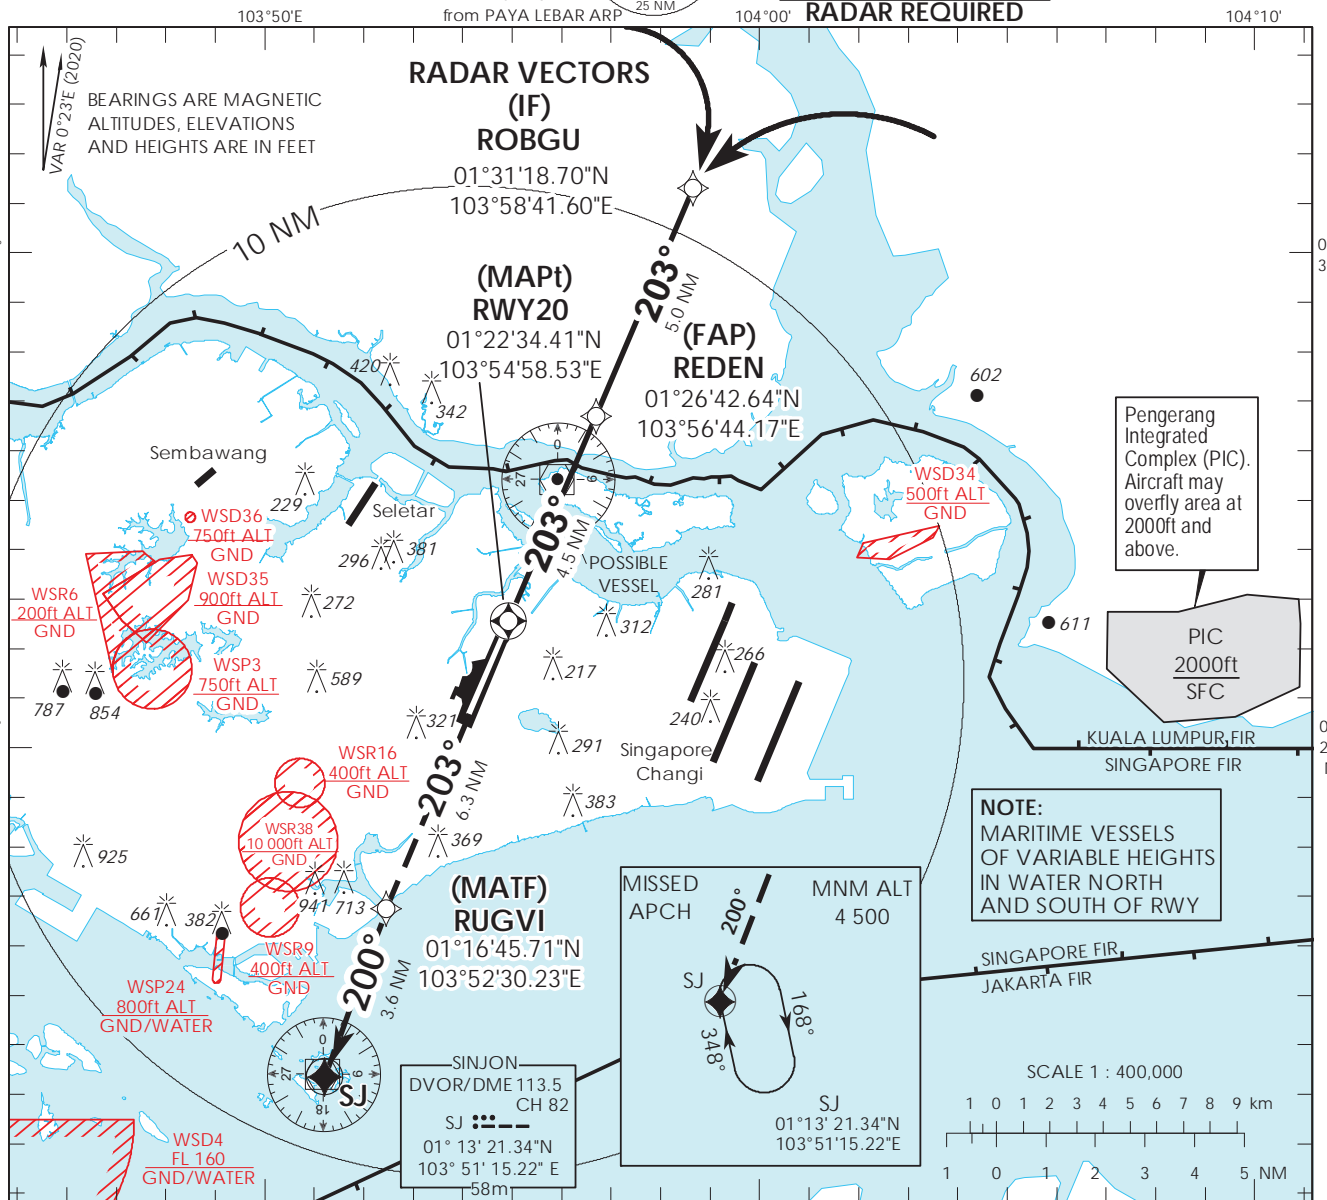 103°50'E
from PAYA LEBAR ARP
25 NM
104°00'
RADAR REQUIRED
104°10'
VAR 0°23'E (2020)
BEARINGS ARE MAGNETIC
ALTITUDES, ELEVATIONS
AND HEIGHTS ARE IN FEET
RADAR VECTORS
(IF)
ROBGU
01°31'18.70"N
103°58'41.60"E
10 NM
203°
5.0 NM
(MAPt)
RWY20
01°22'34.41"N
103°54'58.53"E
(FAP)
REDEN
01°26'42.64"N
103°56'44.17"E
0
3
420
342
602
Pengerang
Integrated
Complex (PIC).
Aircraft may
overfly area at
2000ft and
above.
Sembawang
229
Seletar
0
27
9
WSD34
500ft ALT
GND
WSD36
750ft ALT
GND
296
381
203°
4.5 NM
POSSIBLE
VESSEL
281
WSR6
200ft ALT
GND
WSD35
900ft ALT
GND
272
312
611
PIC
2000ft
SFC
WSP3
750ft ALT
GND
589
217
266
787
854
321
240
291
Singapore
Changi
0
2
KUALA LUMPUR FIR
SINGAPORE FIR
WSR16
400ft ALT
GND
203°
6.3 NM
383
WSR38
10 000ft ALT
GND
369
925
NOTE:
MARITIME VESSELS
OF VARIABLE HEIGHTS
IN WATER NORTH
AND SOUTH OF RWY
661
382
941
713
(MATF)
RUGVI
01°16'45.71"N
103°52'30.23"E
MISSED
APCH
200°
MNM ALT
4 500
SJ
168°
348°
SJ
01°13' 21.34"N
103°51'15.22"E
WSR9
400ft ALT
GND
200°
3.6 NM
SINGAPORE FIR
JAKARTA FIR
WSP24
800ft ALT
GND/WATER
0
27
9
18
SJ
SINJON
DVOR/DME 113.5
CH 82
SJ
01° 13' 21.34"N
103° 51' 15.22" E
58m
SCALE 1 : 400,000
1 0 1 2 3 4 5 6 7 8 9 km
1 0 1 2 3 4 5 NM
WSD4
FL 160
GND/WATER